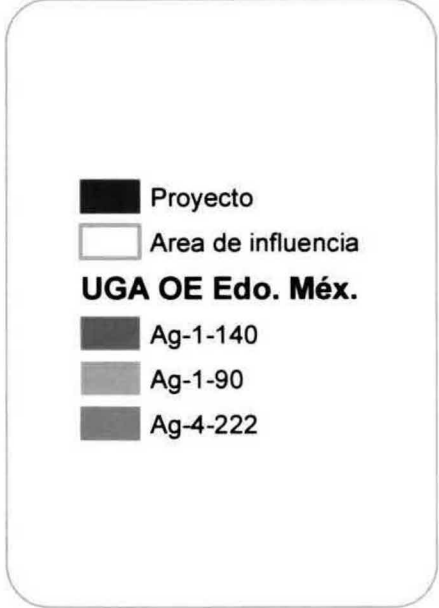 Proyecto
Area de influencia
UGA OE Edo. Méx.
Ag-1-140
Ag-1-90
Ag-4-222